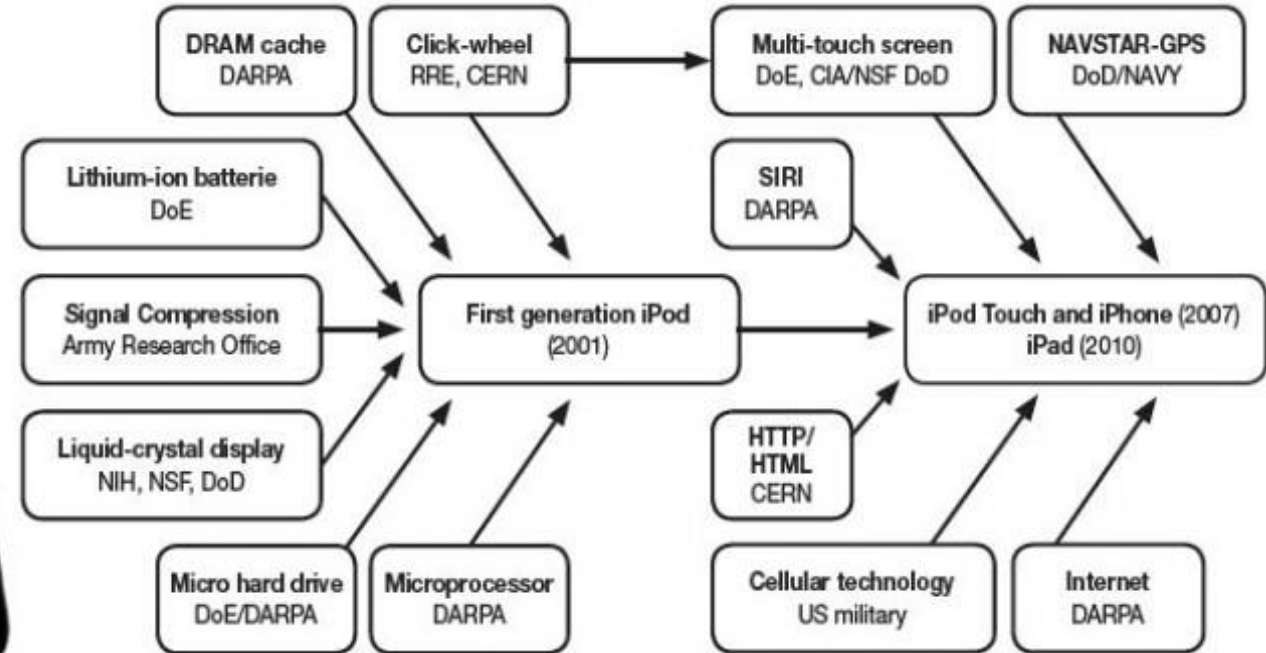 DRAM cache
DARPA
Click-wheel
RRE, CERN
Multi-touch screen
DoE, CIA/NSF DoD
NAVSTAR-GPS
DoD/NAVY
Lithium-ion batterie
DoE
SIRI
DARPA
Signal Compression
Army Research Office
First generation iPod
(2001)
iPod Touch and iPhone (2007)
iPad (2010)
Liquid-crystal display
NIH, NSF, DoD
HTTP/
HTML
CERN
Micro hard drive
DoE/DARPA
Microprocessor
DARPA
Cellular technology
US military
Internet
DARPA